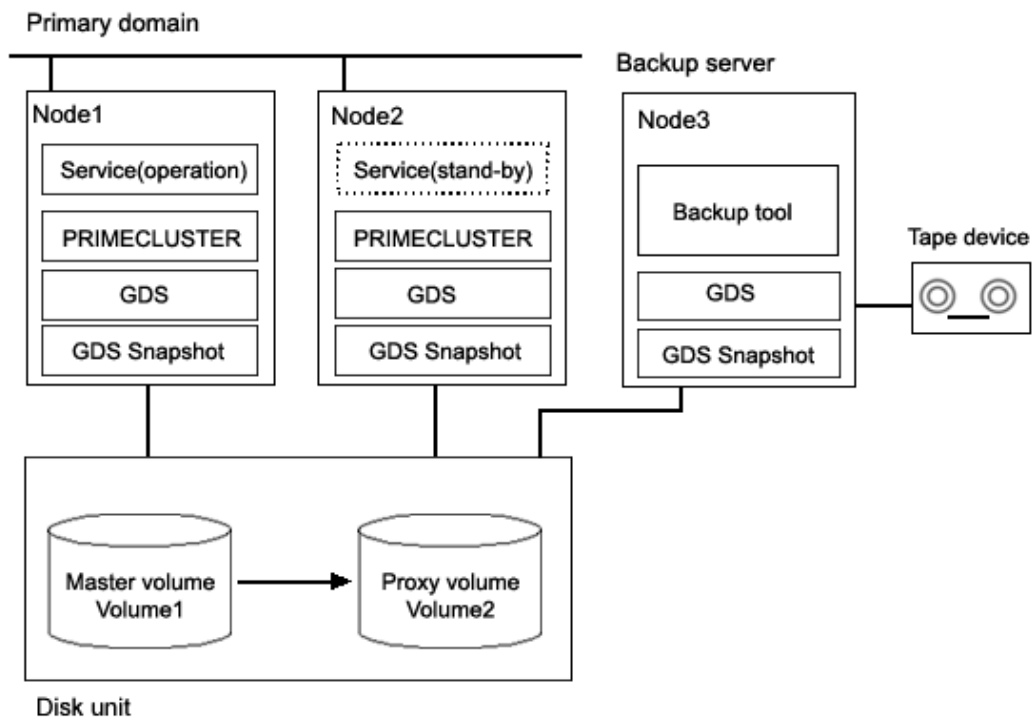 Primary domain
Backup server
Node1
Service(operation)
PRIMECLUSTER
GDS
GDS Snapshot
Node2
Service(stand-by)
PRIMECLUSTER
GDS
GDS Snapshot
Node3
Backup tool
GDS
GDS Snapshot
Tape device
Master volume
Volume1
Proxy volume
Volume2
Disk unit